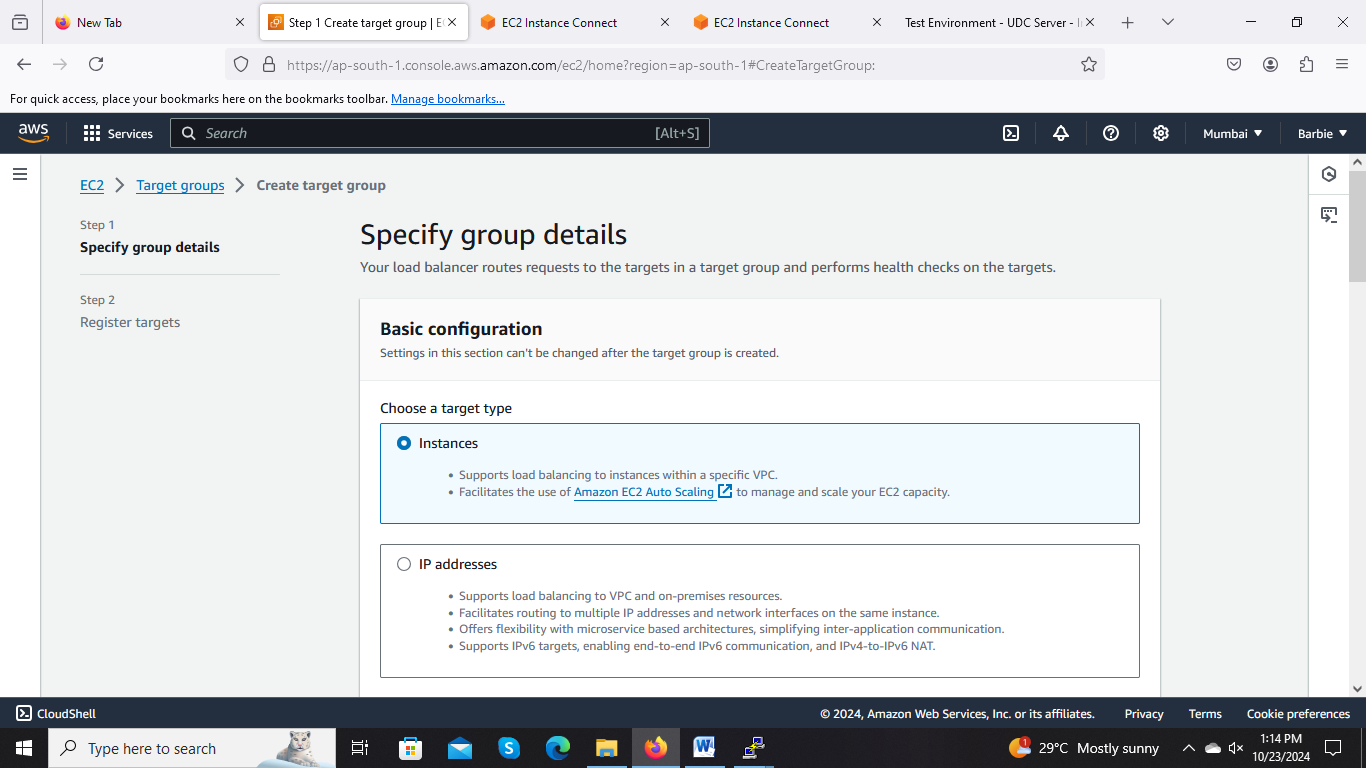 New Tab
Step 1 Create target group | E
EC2 Instance Connect
EC2 Instance Connect
Test Environment - UDC Server -
https://ap-south-1.console.aws.amazon.com/ec2/home?region=ap-south-1#CreateTargetGroup:
For quick access, place your bookmarks here on the bookmarks toolbar. Manage bookmarks...
aws
Services
Search
[Alt+S]
Mumbai
Barbie
EC2
Target groups
Create target group
Step 1
Specify group details
Step 2
Register targets
Specify group details
Your load balancer routes requests to the targets in a target group and performs health checks on the targets.
Basic configuration
Settings in this section can't be changed after the target group is created.
Choose a target type
Instances
• Supports load balancing to instances within a specific VPC.
• Facilitates the use of Amazon EC2 Auto Scaling to manage and scale your EC2 capacity.
IP addresses
• Supports load balancing to VPC and on-premises resources.
• Facilitates routing to multiple IP addresses and network interfaces on the same instance.
• Offers flexibility with microservice based architectures, simplifying inter-application communication.
• Supports IPv6 targets, enabling end-to-end IPv6 communication, and IPv4-to-IPv6 NAT.
CloudShell
© 2024, Amazon Web Services, Inc. or its affiliates.
Privacy
Terms
Cookie preferences
Type here to search
1
29°C Mostly sunny
1:14 PM
10/23/2024